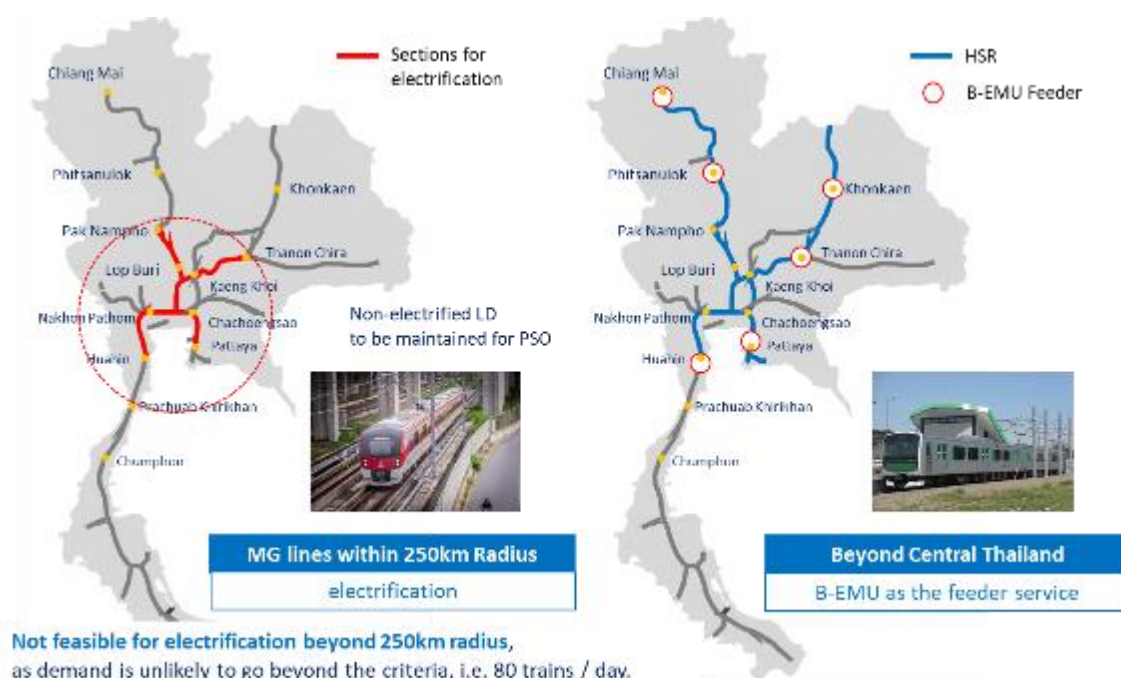 Sections for
electrification
Chiang Mai
Phitsanulok
Khonkaen
Pak Nampho
Thanon Chira
Lop Buri
Kaeng Khoi
Nakhon Pathom
Chachoengsao
Pattaya
Huahin
Prachuab Khirikhan
Chumphon
Non-electrified LD
to be maintained for PSO
MG lines within 250km Radius
electrification
HSR
B-EMU Feeder
Chiang Mai
Phitsanulok
Khonkaen
Pak Nampho
Thanon Chira
Lop Buri
Kaeng Khoi
Nakhon Pathom
Chachoengsao
Pattaya
Huahin
Prachuab Khirikhan
Chumphon
Beyond Central Thailand
B-EMU as the feeder service
Not feasible for electrification beyond 250km radius,
as demand is unlikely to go beyond the criteria, i.e. 80 trains / day.